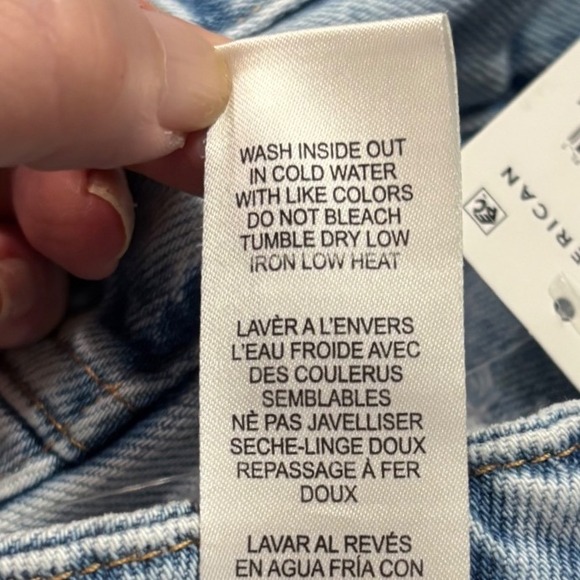 WASH INSIDE OUT
IN COLD WATER
WITH LIKE COLORS
DO NOT BLEACH
TUMBLE DRY LOW
IRON LOW HEAT
LAVÈR A L'ENVERS
L'EAU FROIDE AVEC
DES COULERUS
SEMBLABLES
NÈ PAS JAVELLISER
SECHE-LINGE DOUX
REPASSAGE À FER
DOUX
LAVAR AL REVÉS
EN AGUA FRÍA CON
ERICAN